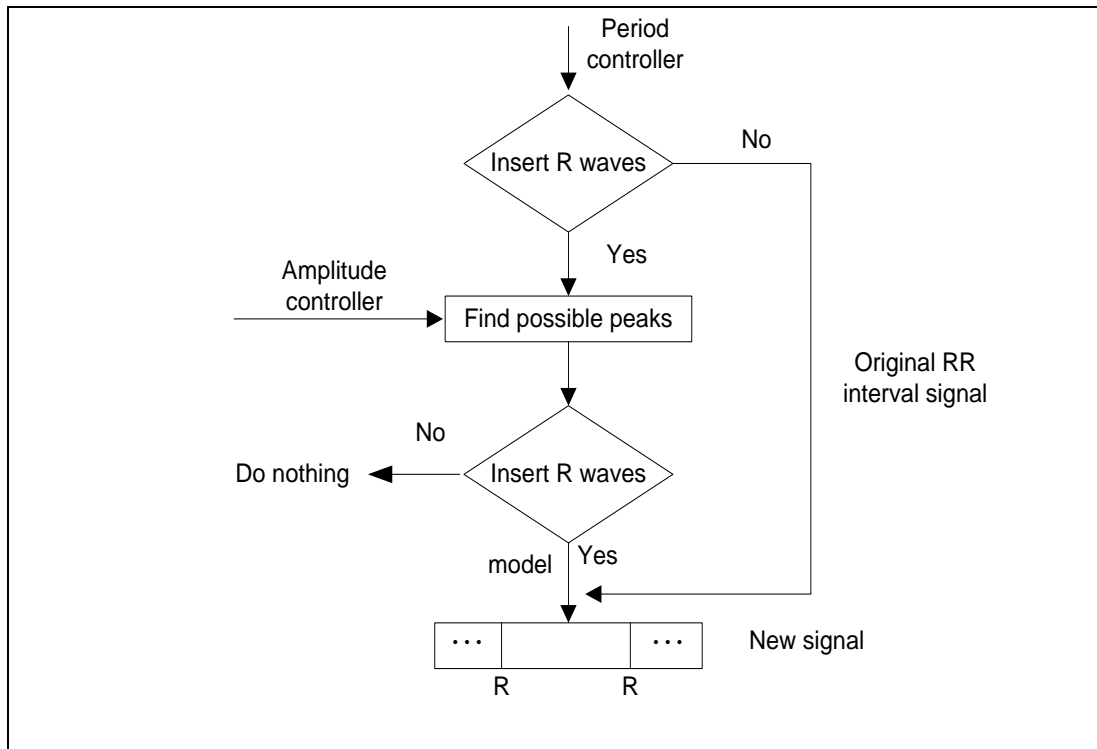 Period
controller
Insert R waves
No
Yes
Amplitude
controller
Find possible peaks
Original RR
interval signal
No
Insert R waves
Do nothing
model
Yes
...
...
New signal
R
R